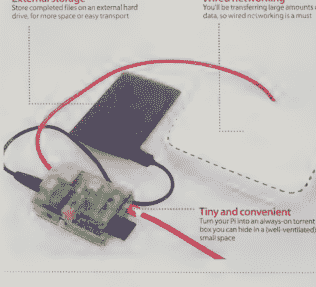 External storage
Store completed files on an external hard
drive, for more space or easy transport
Wired networking
You'll be transferring large amounts
data, so wired networking is a must
Tiny and convenient
Turn your Pi into an always-on torrent
box you can hide in a (well-ventilated)
small space